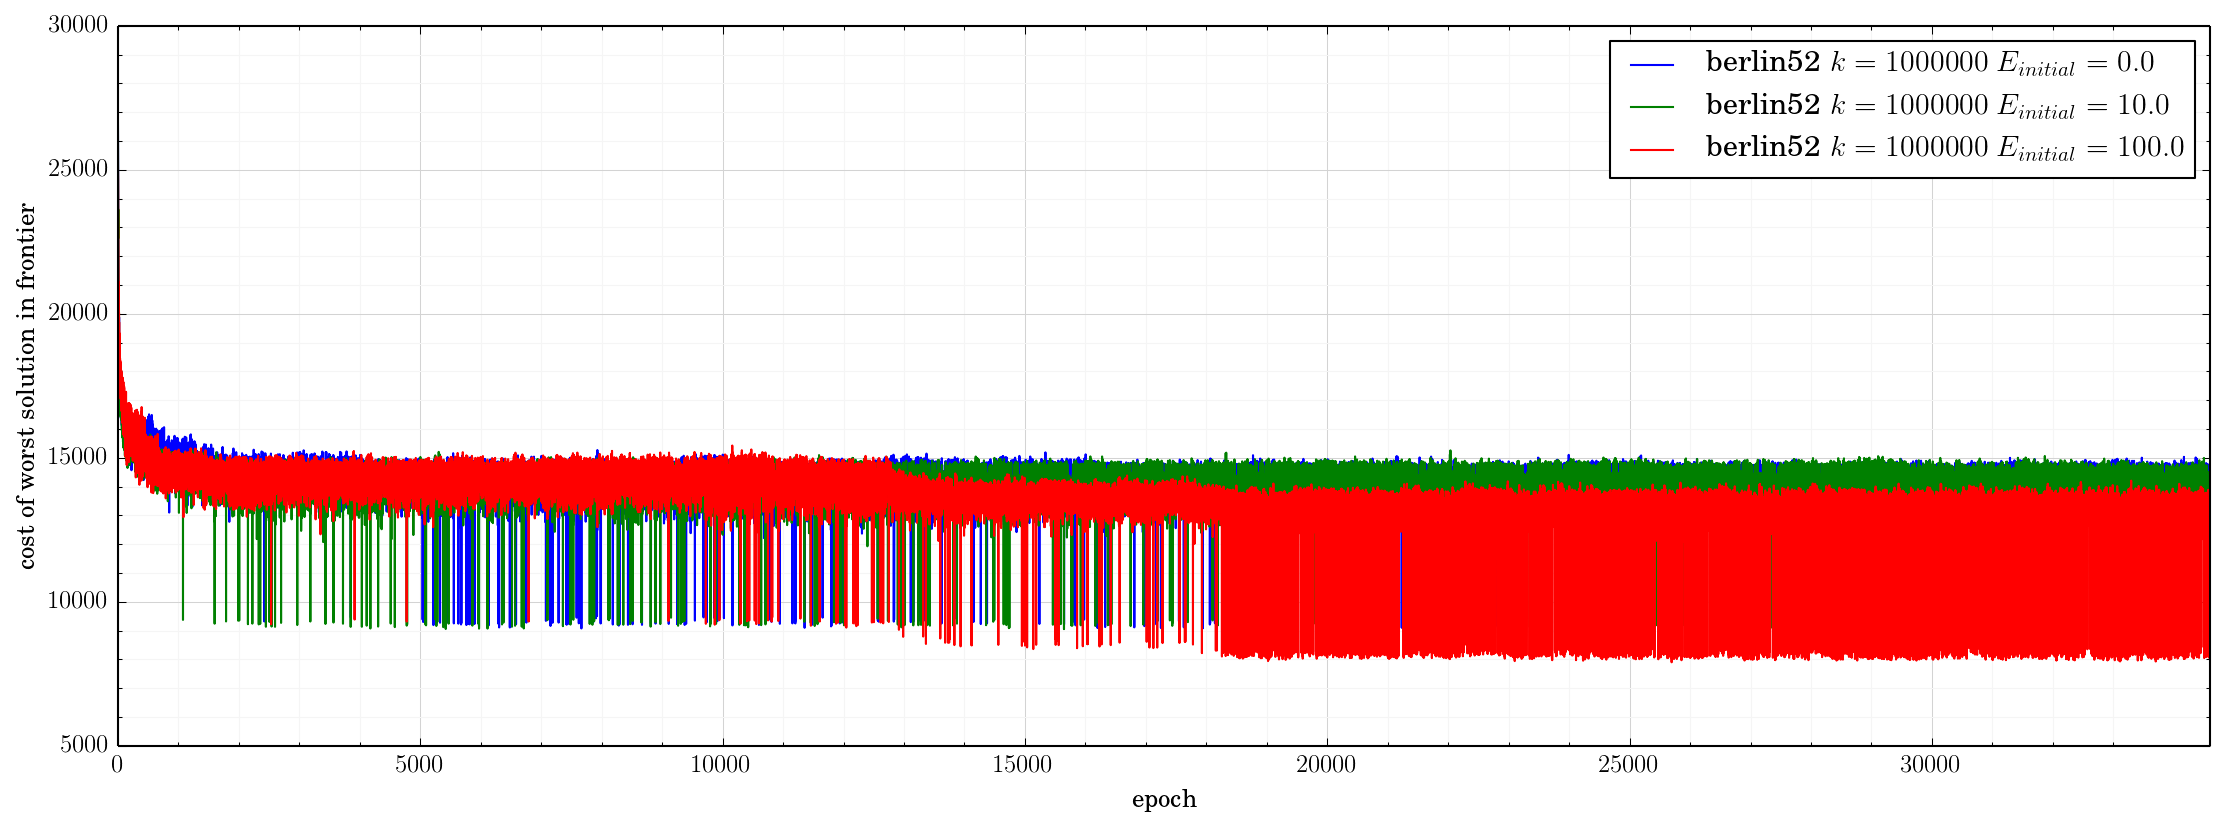 30000
25000
20000
15000
10000
5000
cost of worst solution in frontier
berlin52 k = 1000000 E_initial = 0.0
berlin52 k = 1000000 E_initial = 10.0
berlin52 k = 1000000 E_initial = 100.0
0 5000 10000 15000 20000 25000 30000
epoch